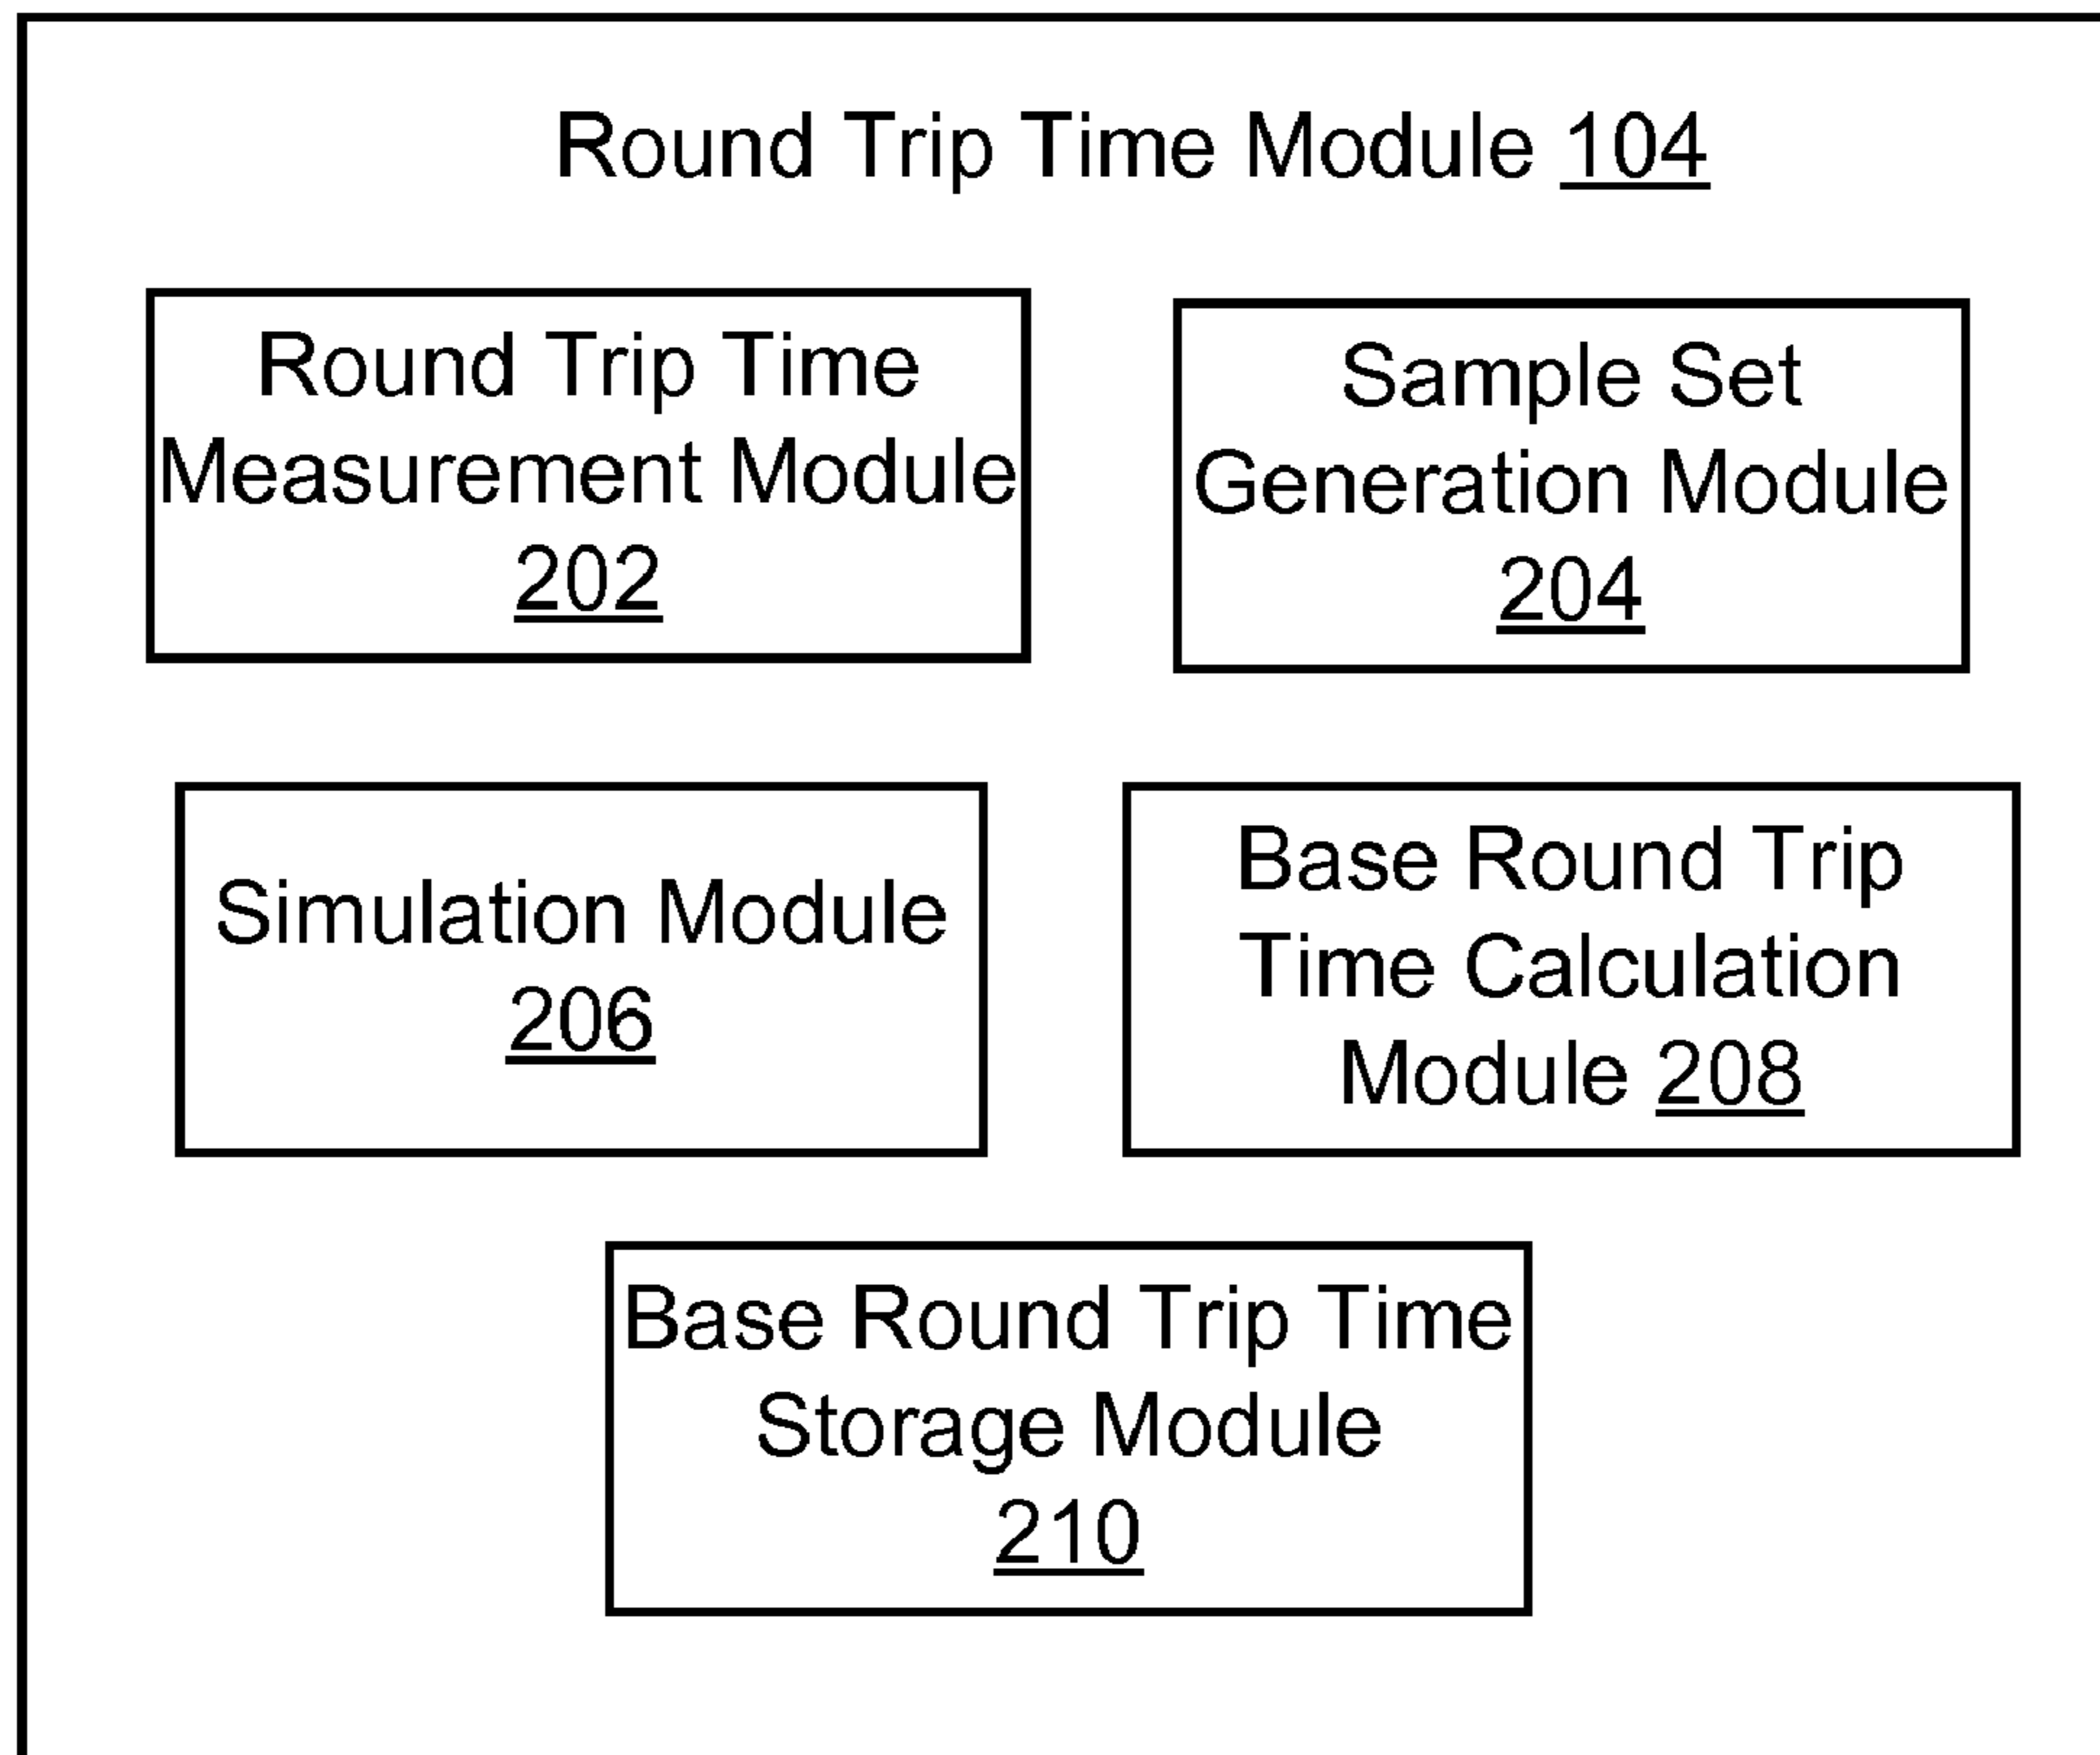 Round Trip Time Module 104
Round Trip Time
Measurement Module
202
Sample Set
Generation Module
204
Simulation Module
206
Base Round Trip
Time Calculation
Module 208
Base Round Trip Time
Storage Module
210